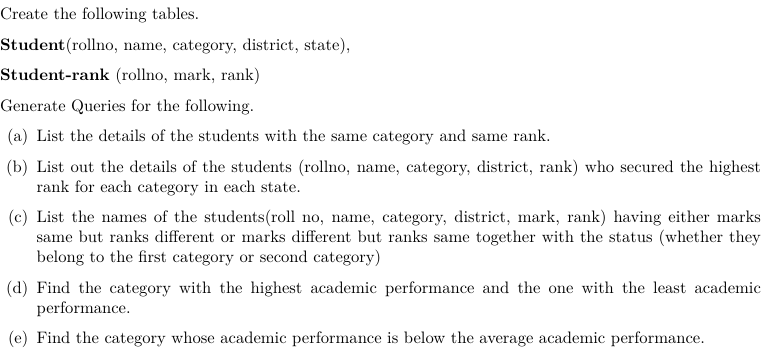 Create the following tables.
Student(rollno, name, category, district, state),
Student-rank (rollno, mark, rank)
Generate Queries for the following.
(a) List the details of the students with the same category and same rank.
(b) List out the details of the students (rollno, name, category, district, rank) who secured the highest
rank for each category in each state.
(c) List the names of the students(roll no, name, category, district, mark, rank) having either marks
same but ranks different or marks different but ranks same together with the status (whether they
belong to the first category or second category)
(d) Find the category with the highest academic performance and the one with the least academic
performance.
(e) Find the category whose academic performance is below the average academic performance.